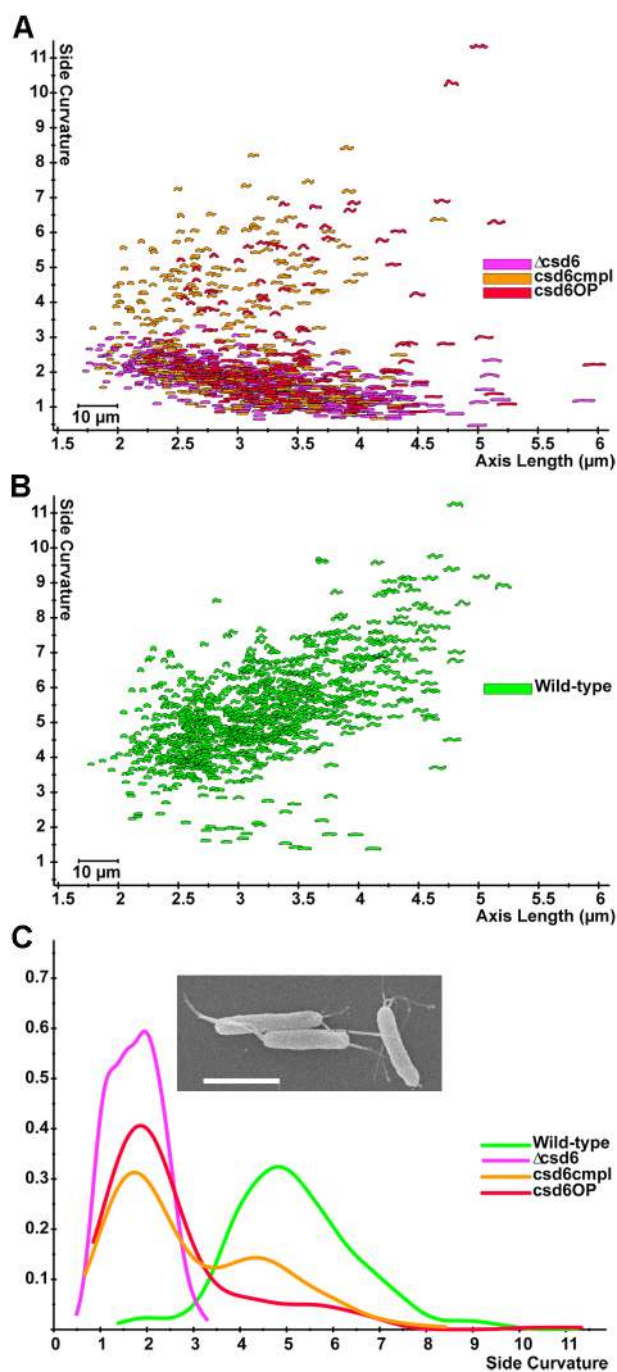 A
Side Curvature
11
10
9
8
7
6
5
4
3
2
1
Δcsd6
csd6cmpl
csd6OP
10 μm
1.5 2 2.5 3 3.5 4 4.5 5 5.5 6
Axis Length (μm)
B
Side Curvature
11
10
9
8
7
6
5
4
3
2
1
Wild-type
10 μm
1.5 2 2.5 3 3.5 4 4.5 5 5.5 6
Axis Length (μm)
C
0.7
0.6
0.5
0.4
0.3
0.2
0.1
Wild-type
Δcsd6
csd6cmpl
csd6OP
0 1 2 3 4 5 6 7 8 9 10 11
Side Curvature